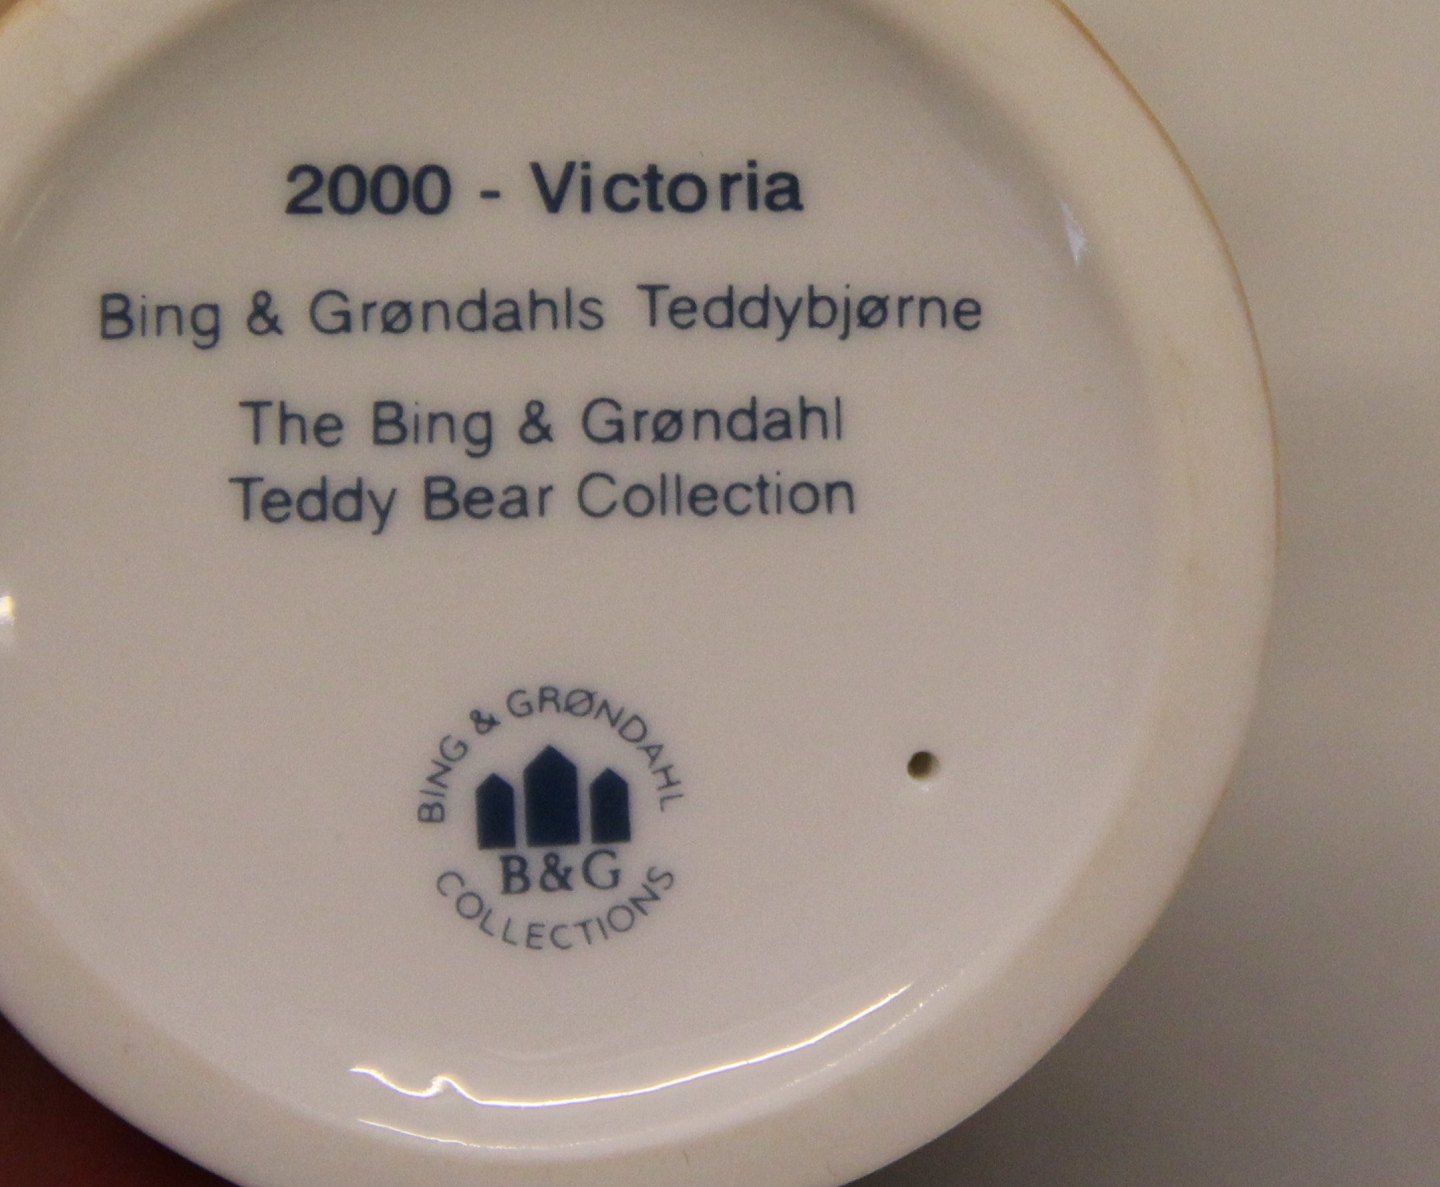 2000 - Victoria
Bing & Grøndahls Teddybjørne
The Bing & Grøndahl
Teddy Bear Collection
BING & GRØNDAHL
B&G
COLLECTIONS